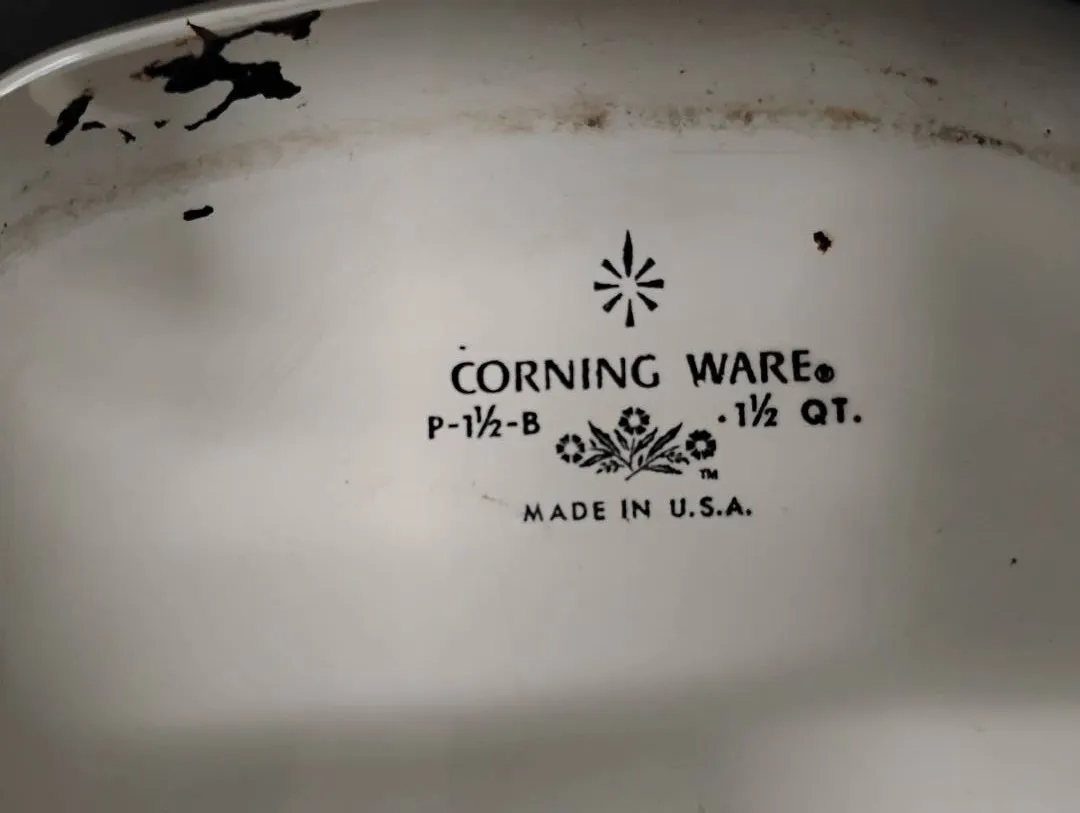 CORNING WARE®
P-1½-B · 1½ QT.
TM
MADE IN U.S.A.